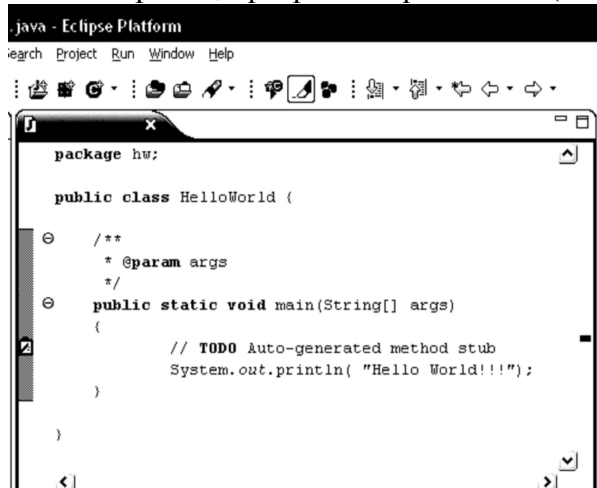 .java - Eclipse Platform
Search Project Run Window Help
package hw;
public class HelloWorld {
/**
* @param args
*/
public static void main(String[] args)
{
// TODO Auto-generated method stub
System.out.println( "Hello World!!!");
}
}